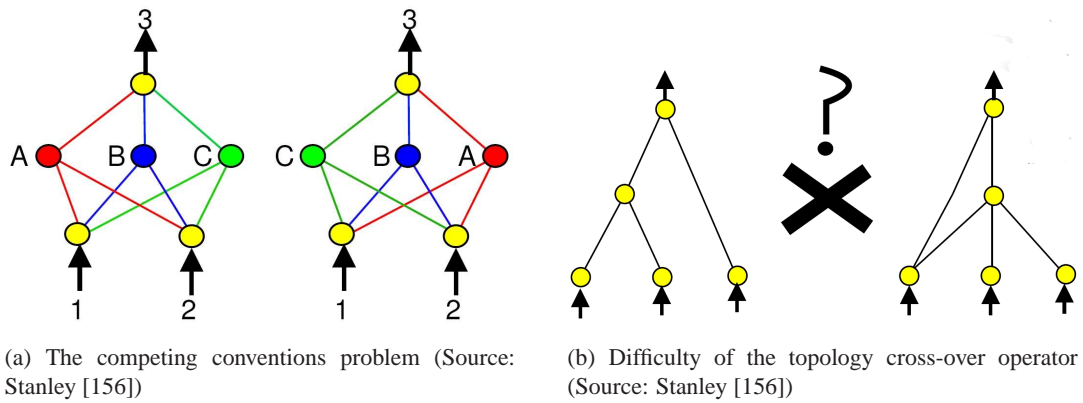 3
3
A
B
C
C
B
A
1
2
1
2
?
(a) The competing conventions problem (Source:
Stanley [156])
(b) Difficulty of the topology cross-over operator
(Source: Stanley [156])